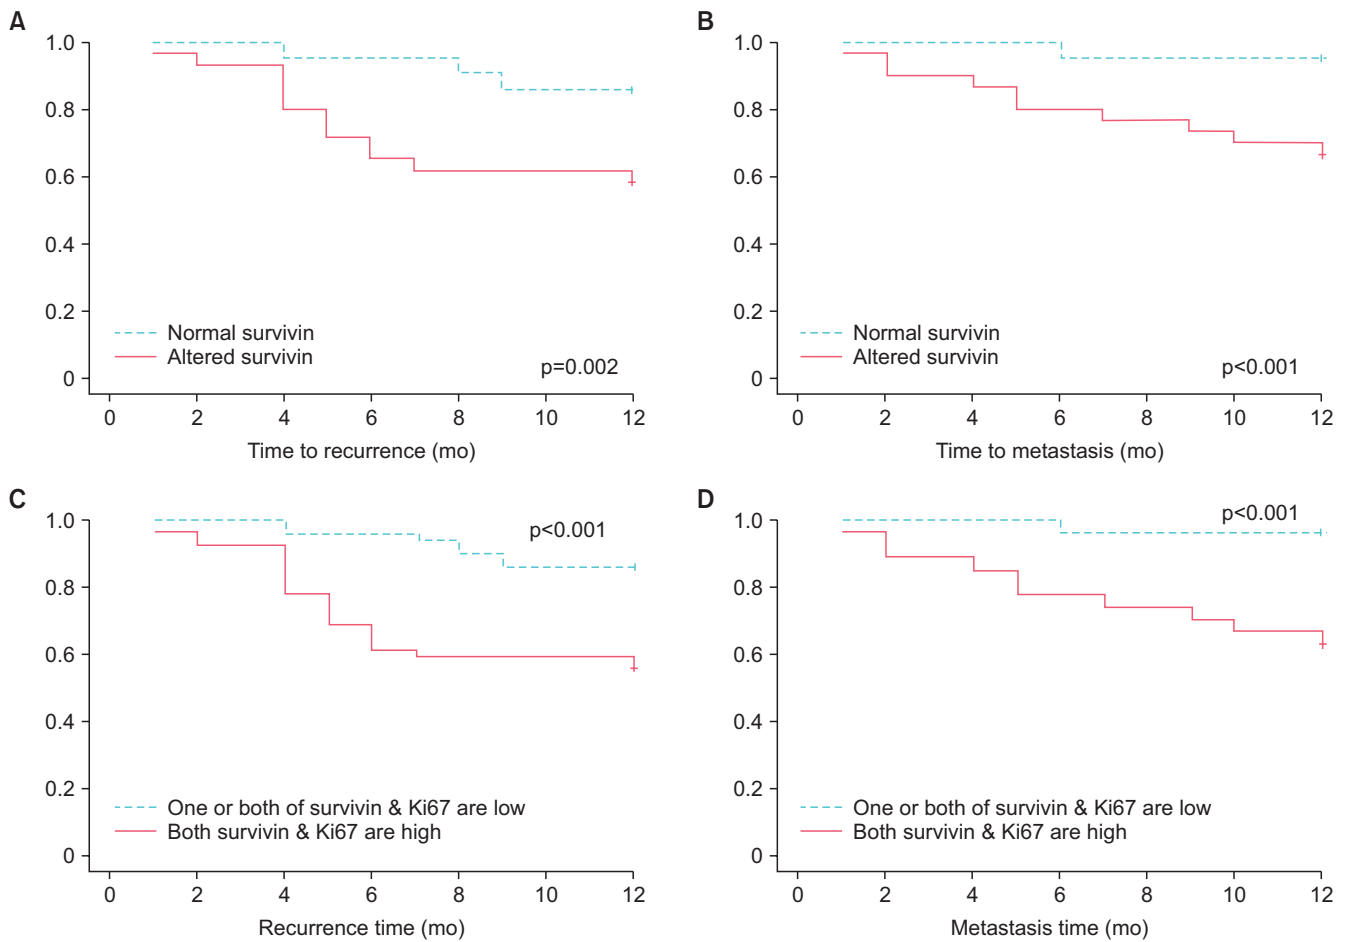 A
1.0
0.8
0.6
0.4
0.2
0
Normal survivin
Altered survivin
p=0.002
0 2 4 6 8 10 12
Time to recurrence (mo)
B
1.0
0.8
0.6
0.4
0.2
0
Normal survivin
Altered survivin
p<0.001
0 2 4 6 8 10 12
Time to metastasis (mo)
C
1.0
0.8
0.6
0.4
0.2
0
p<0.001
One or both of survivin & Ki67 are low
Both survivin & Ki67 are high
0 2 4 6 8 10 12
Recurrence time (mo)
D
1.0
0.8
0.6
0.4
0.2
0
p<0.001
One or both of survivin & Ki67 are low
Both survivin & Ki67 are high
0 2 4 6 8 10 12
Metastasis time (mo)